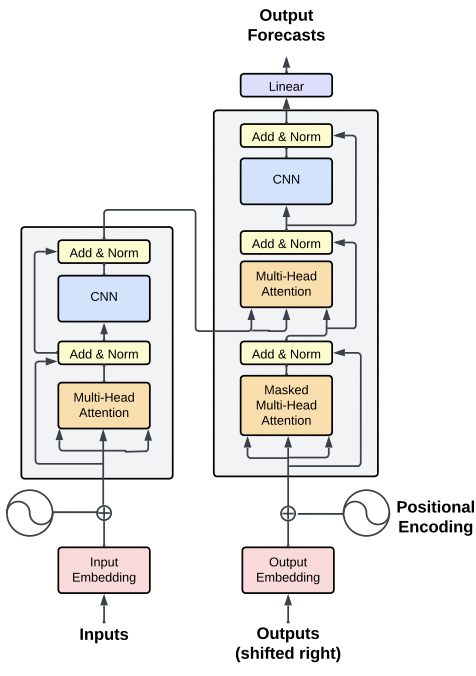 Output
Forecasts
Linear
Add & Norm
CNN
Add & Norm
Multi-Head
Attention
Add & Norm
Masked
Multi-Head
Attention
Add & Norm
CNN
Add & Norm
Multi-Head
Attention
Positional
Encoding
Input
Embedding
Output
Embedding
Inputs
Outputs
(shifted right)